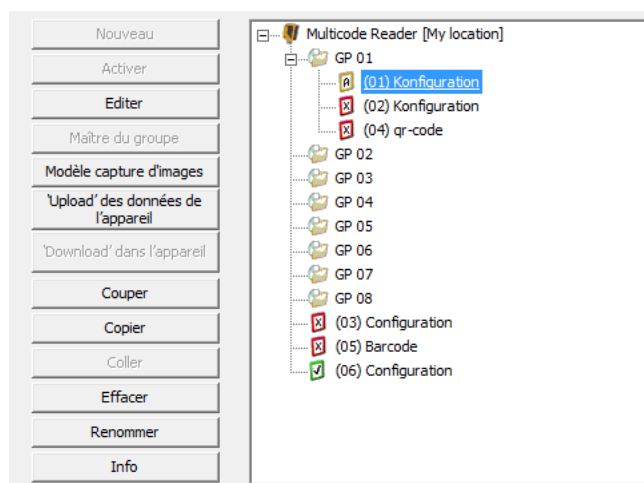 Nouveau
Activer
Editer
Maître du groupe
Modèle capture d'images
'Upload' des données de
l'appareil
'Download' dans l'appareil
Couper
Copier
Coller
Effacer
Renommer
Info
Multicode Reader [My location]
GP 01
(01) Konfiguration
(02) Konfiguration
(04) qr-code
GP 02
GP 03
GP 04
GP 05
GP 06
GP 07
GP 08
(03) Configuration
(05) Barcode
(06) Configuration